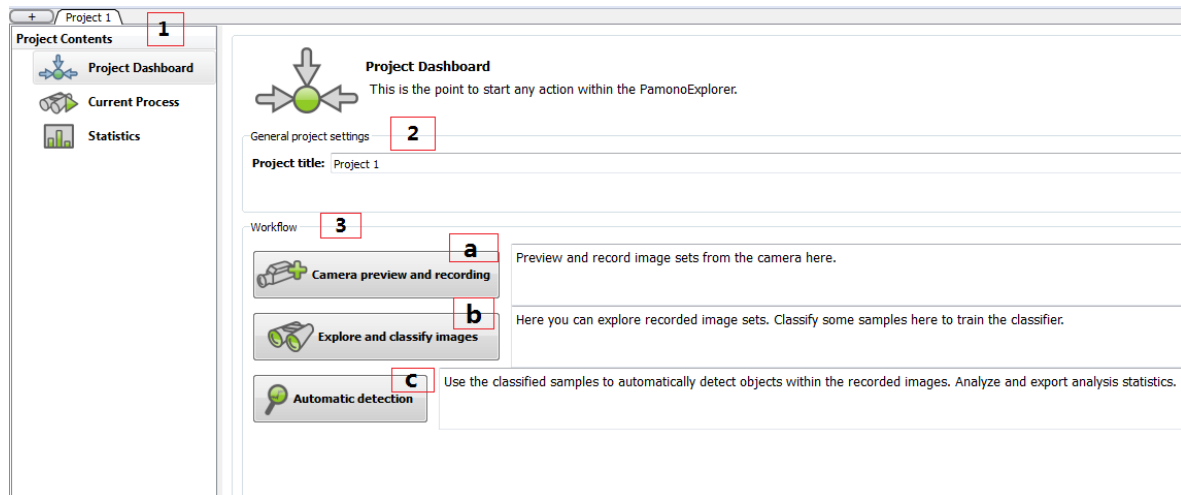 +
Project 1
1
Project Contents
Project Dashboard
Current Process
Statistics
Project Dashboard
This is the point to start any action within the PamonoExplorer.
General project settings
2
Project title: Project 1
Workflow
3
a
Camera preview and recording
Preview and record image sets from the camera here.
b
Explore and classify images
Here you can explore recorded image sets. Classify some samples here to train the classifier.
c
Automatic detection
Use the classified samples to automatically detect objects within the recorded images. Analyze and export analysis statistics.